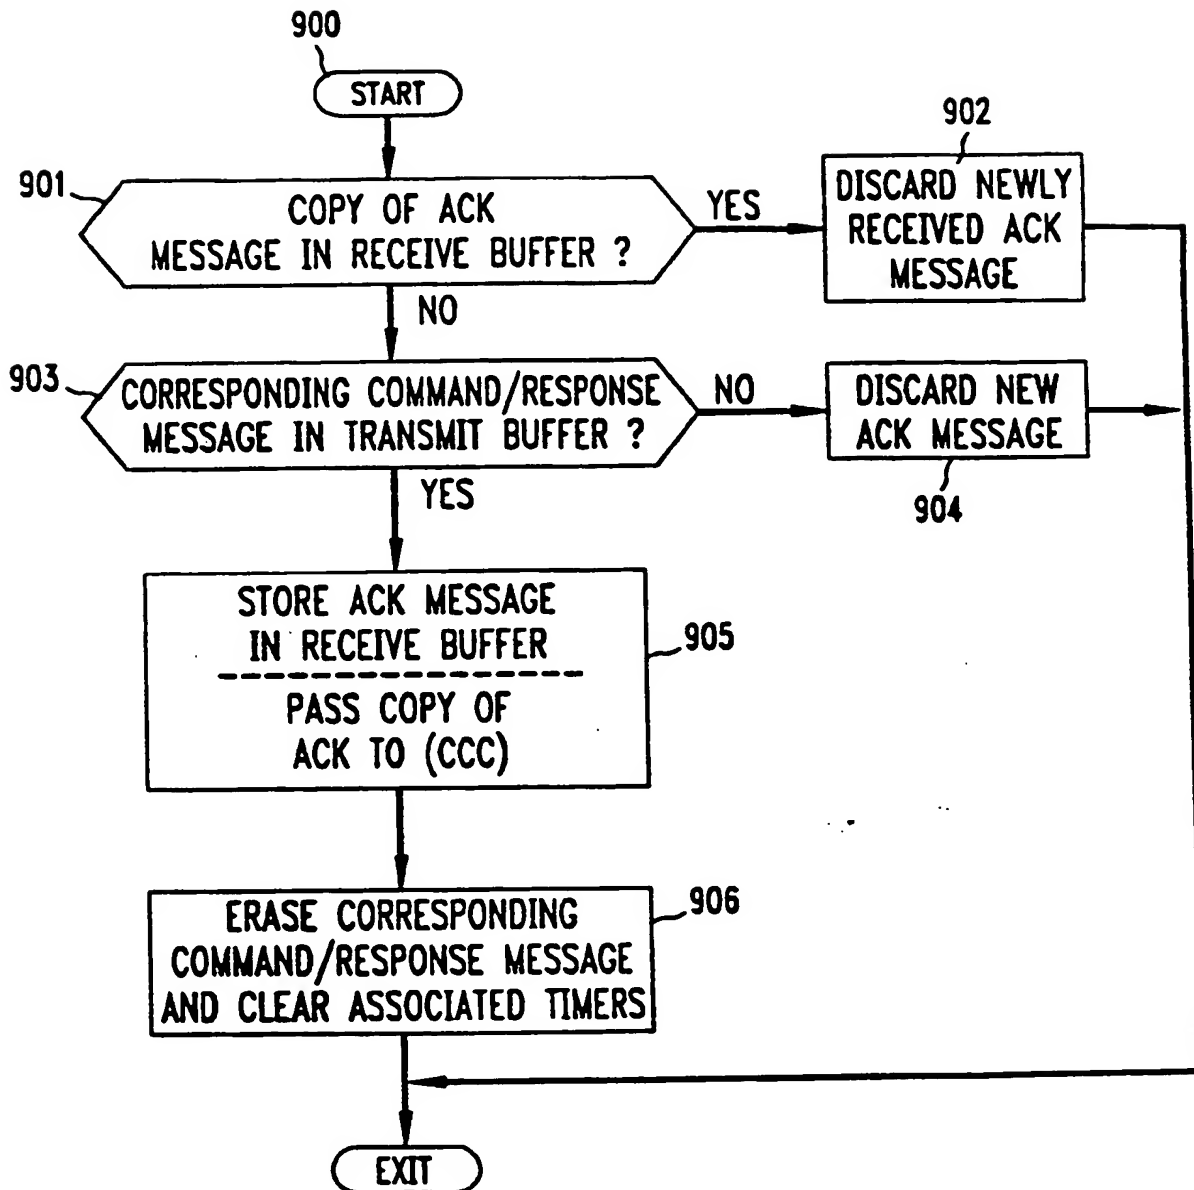 900
START
901
COPY OF ACK
MESSAGE IN RECEIVE BUFFER ?
YES
902
DISCARD NEWLY
RECEIVED ACK
MESSAGE
NO
903
CORRESPONDING COMMAND/RESPONSE
MESSAGE IN TRANSMIT BUFFER ?
NO
DISCARD NEW
ACK MESSAGE
904
YES
STORE ACK MESSAGE
IN RECEIVE BUFFER
PASS COPY OF
ACK TO (CCC)
905
ERASE CORRESPONDING
COMMAND/RESPONSE MESSAGE
AND CLEAR ASSOCIATED TIMERS
906
EXIT